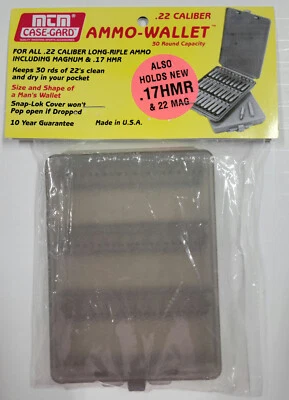 mtm
CASE-GARD
.22 CALIBER
AMMO-WALLET™
30 Round Capacity
FOR ALL .22 CALIBER LONG-RIFLE AMMO
INCLUDING MAGNUM & .17 HMR
Keeps 30 rds of 22's clean
and dry in your pocket
Size and Shape of
a Man's Wallet
Snap-Lok Cover won't
Pop open if Dropped
10 Year Guarantee
Made in U.S.A.
ALSO
HOLDS NEW
.17HMR
& 22 MAG